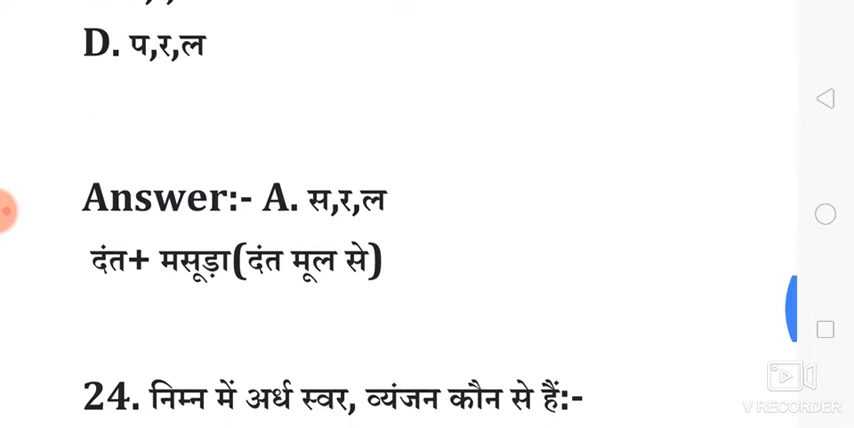 D. प,र,ल
Answer:- A. स,र,ल
दंत+ मसूड़ा(दंत मूल से)
24. निम्न में अर्ध स्वर, व्यंजन कौन से हैं:-
V RECORDER